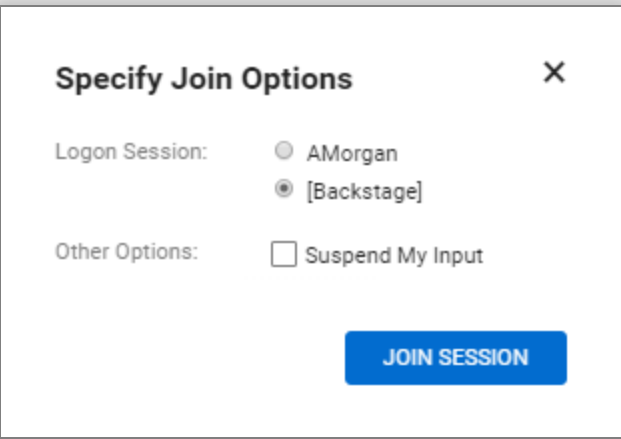 Specify Join Options
Logon Session:
AMorgan
[Backstage]
Other Options:
Suspend My Input
JOIN SESSION